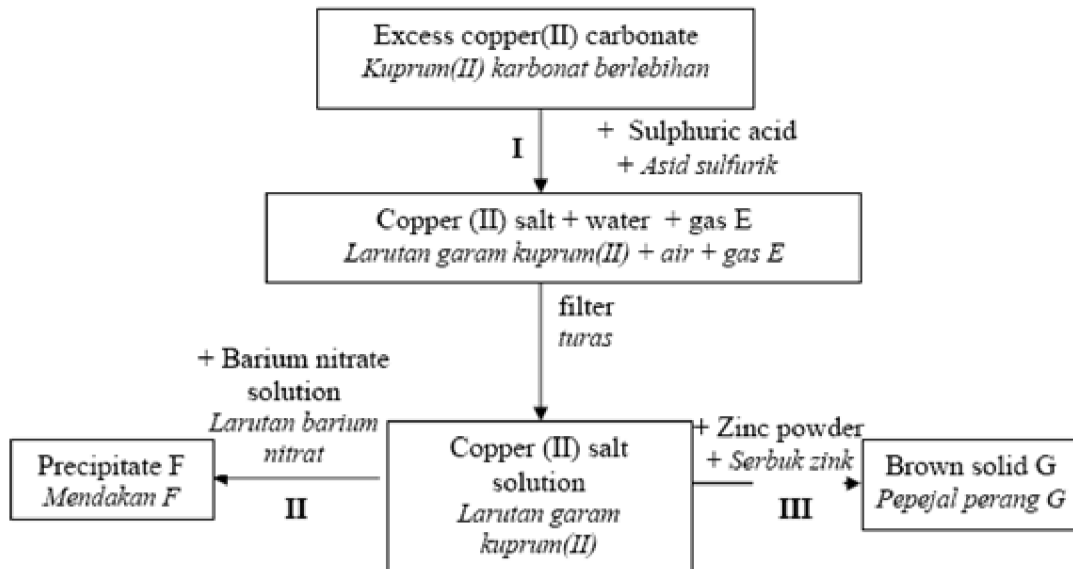 Excess copper(II) carbonate
Kuprum(II) karbonat berlebihan
I
+ Sulphuric acid
+ Asid sulfurik
Copper (II) salt + water + gas E
Larutan garam kuprum(II) + air + gas E
filter
turas
+ Barium nitrate
solution
Larutan barium
nitrat
Precipitate F
Mendakan F
II
Copper (II) salt
solution
Larutan garam
kuprum(II)
+ Zinc powder
+ Serbuk zink
III
Brown solid G
Pepejal perang G